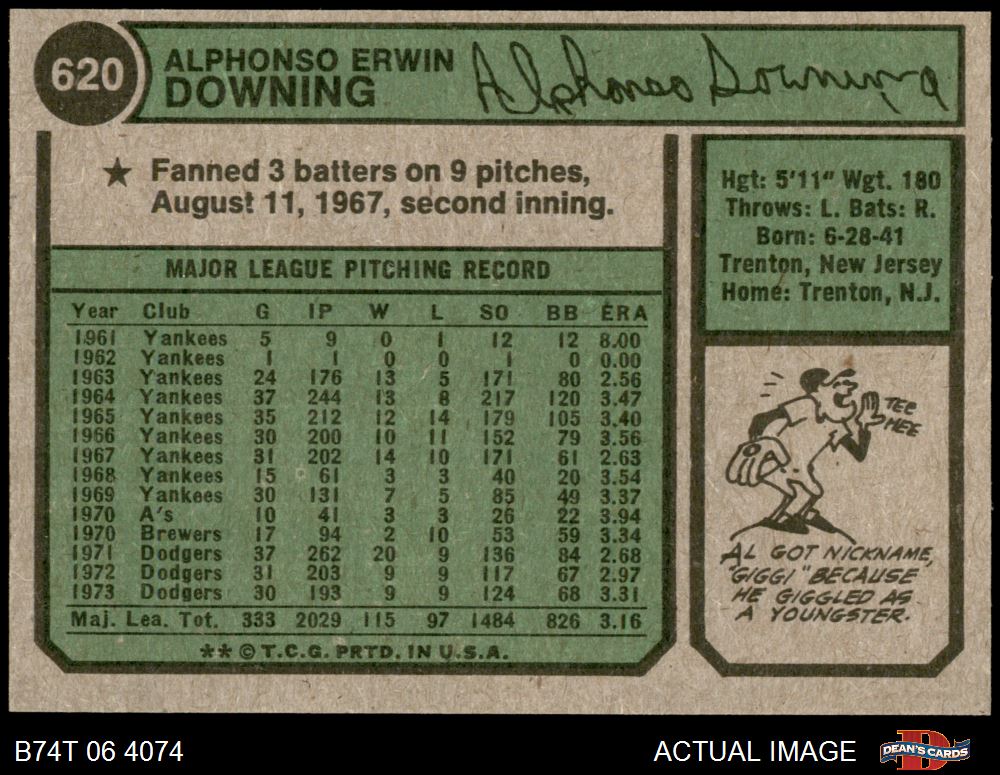 620
ALPHONSO ERWIN
DOWNING
Alphonso Downing
★ Fanned 3 batters on 9 pitches,
August 11, 1967, second inning.
Hgt: 5'11" Wgt. 180
Throws: L. Bats: R.
Born: 6-28-41
Trenton, New Jersey
Home: Trenton, N.J.
MAJOR LEAGUE PITCHING RECORD
Year Club G IP W L SO BB ERA
1961 Yankees 5 9 0 1 12 12 8.00
1962 Yankees 1 1 0 0 1 0 0.00
1963 Yankees 24 176 13 5 171 80 2.56
1964 Yankees 37 244 13 8 217 120 3.47
1965 Yankees 35 212 12 14 179 105 3.40
1966 Yankees 30 200 10 11 152 79 3.56
1967 Yankees 31 202 14 10 171 61 2.63
1968 Yankees 15 61 3 3 40 20 3.54
1969 Yankees 30 131 7 5 85 49 3.37
1970 A's 10 41 3 3 26 22 3.94
1970 Brewers 17 94 2 10 53 59 3.34
1971 Dodgers 37 262 20 9 136 84 2.68
1972 Dodgers 31 203 9 9 117 67 2.97
1973 Dodgers 30 193 9 9 124 68 3.31
Maj. Lea. Tot. 333 2029 115 97 1484 826 3.16
** © T.C.G. PRTD. IN U.S.A.
TEE
HEE
AL GOT NICKNAME,
"GIGGI" BECAUSE
HE GIGGLED AS
A YOUNGSTER.
B74T 06 4074
ACTUAL IMAGE
DEAN'S CARDS